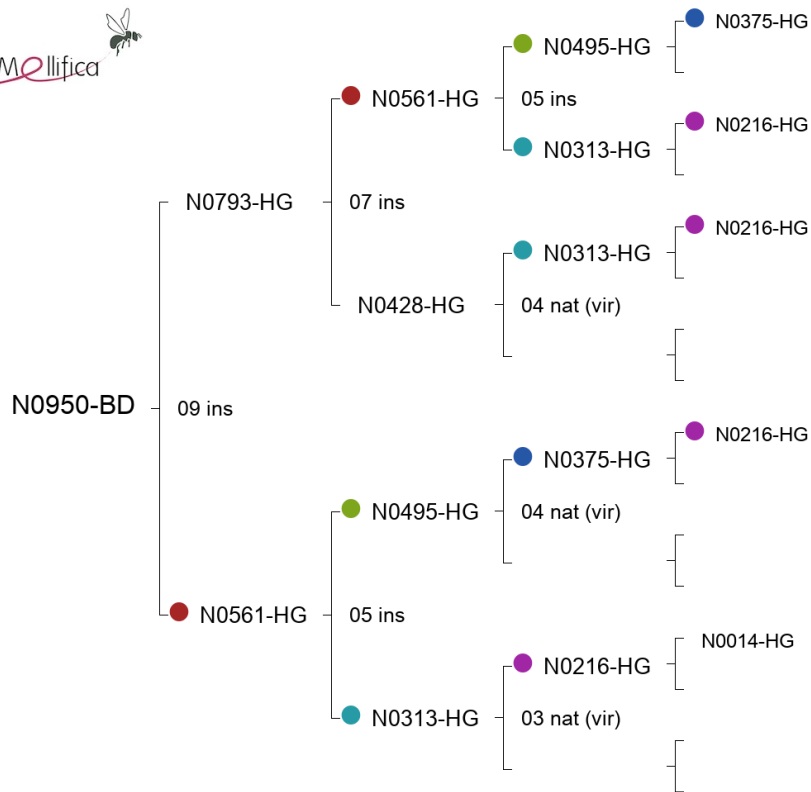 Mellifica
N0375-HG
N0495-HG
N0561-HG
05 ins
N0216-HG
N0313-HG
N0793-HG
07 ins
N0216-HG
N0313-HG
N0428-HG
04 nat (vir)
N0950-BD
09 ins
N0216-HG
N0375-HG
N0495-HG
04 nat (vir)
N0561-HG
05 ins
N0014-HG
N0216-HG
N0313-HG
03 nat (vir)